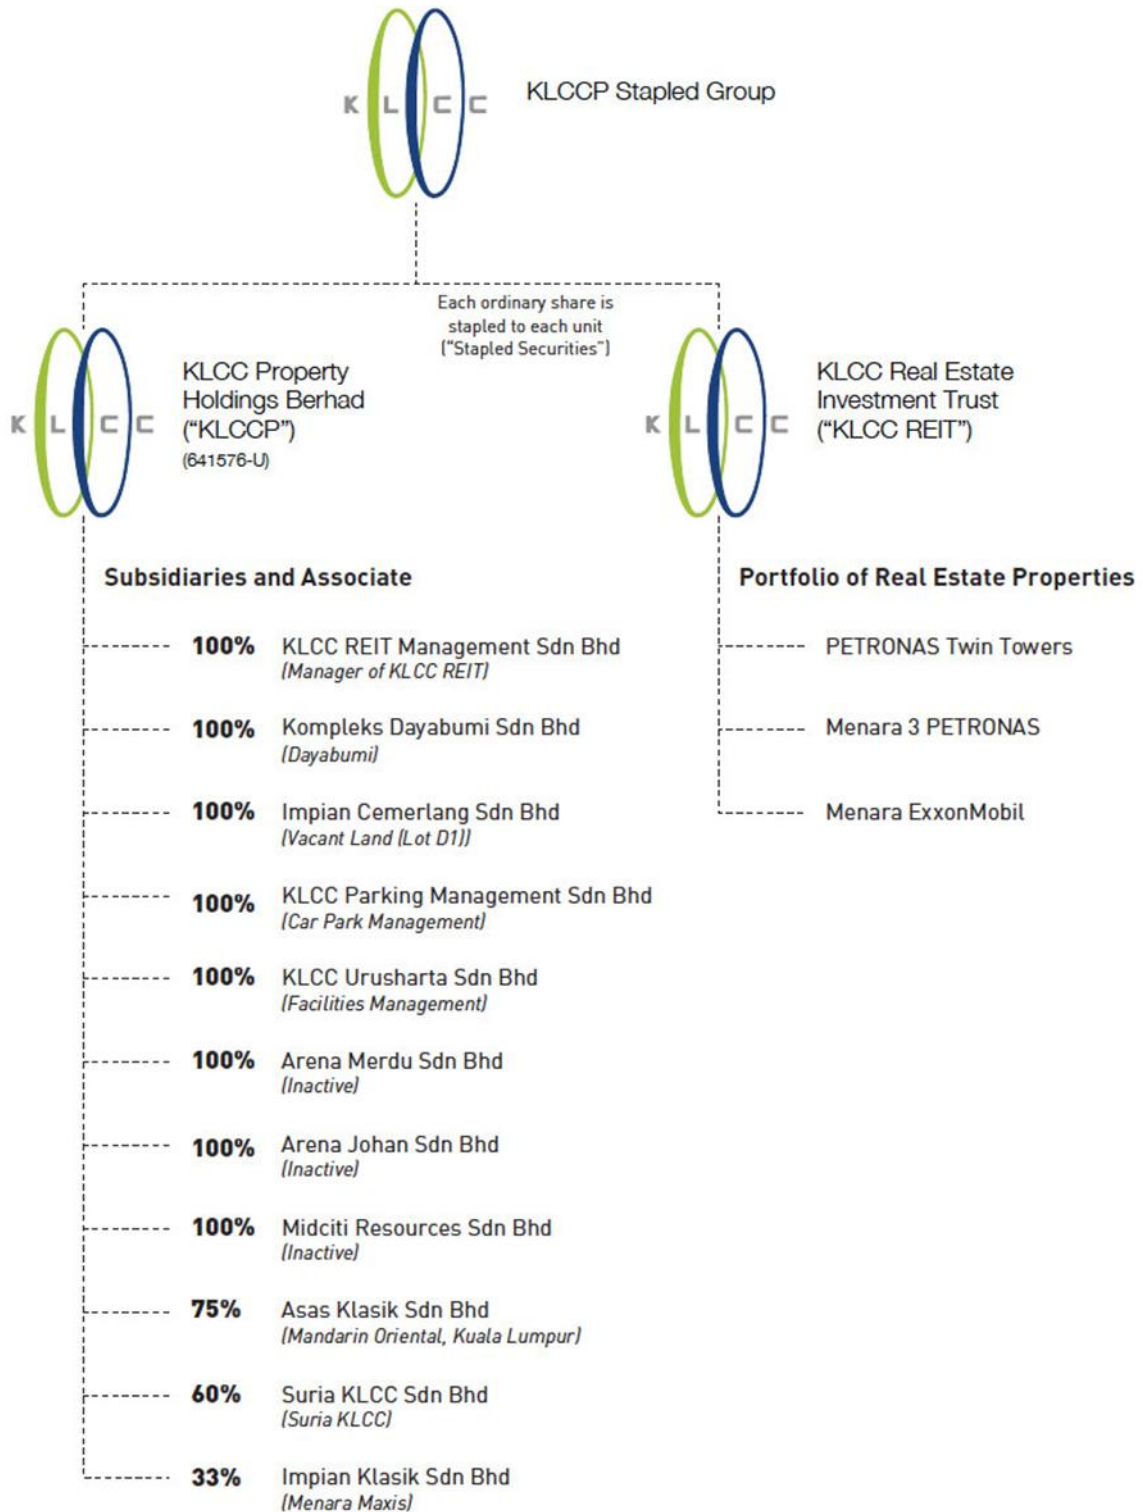 K L C C
KLCCP Stapled Group
Each ordinary share is
stapled to each unit
("Stapled Securities")
K L C C
KLCC Property
Holdings Berhad
("KLCCP")
(641576-U)
K L C C
KLCC Real Estate
Investment Trust
("KLCC REIT")
Subsidiaries and Associate
100% KLCC REIT Management Sdn Bhd
(Manager of KLCC REIT)
100% Kompleks Dayabumi Sdn Bhd
(Dayabumi)
100% Impian Cemerlang Sdn Bhd
(Vacant Land (Lot D1))
100% KLCC Parking Management Sdn Bhd
(Car Park Management)
100% KLCC Urusharta Sdn Bhd
(Facilities Management)
100% Arena Merdu Sdn Bhd
(Inactive)
100% Arena Johan Sdn Bhd
(Inactive)
100% Midciti Resources Sdn Bhd
(Inactive)
75% Asas Klasik Sdn Bhd
(Mandarin Oriental, Kuala Lumpur)
60% Suria KLCC Sdn Bhd
(Suria KLCC)
33% Impian Klasik Sdn Bhd
(Menara Maxis)
Portfolio of Real Estate Properties
PETRONAS Twin Towers
Menara 3 PETRONAS
Menara ExxonMobil